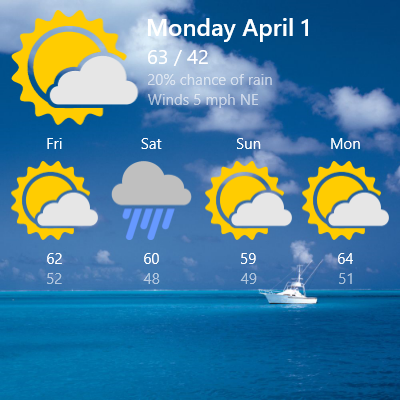 Monday April 1
63 / 42
20% chance of rain
Winds 5 mph NE
Fri Sat Sun Mon
62 60 59 64
52 48 49 51